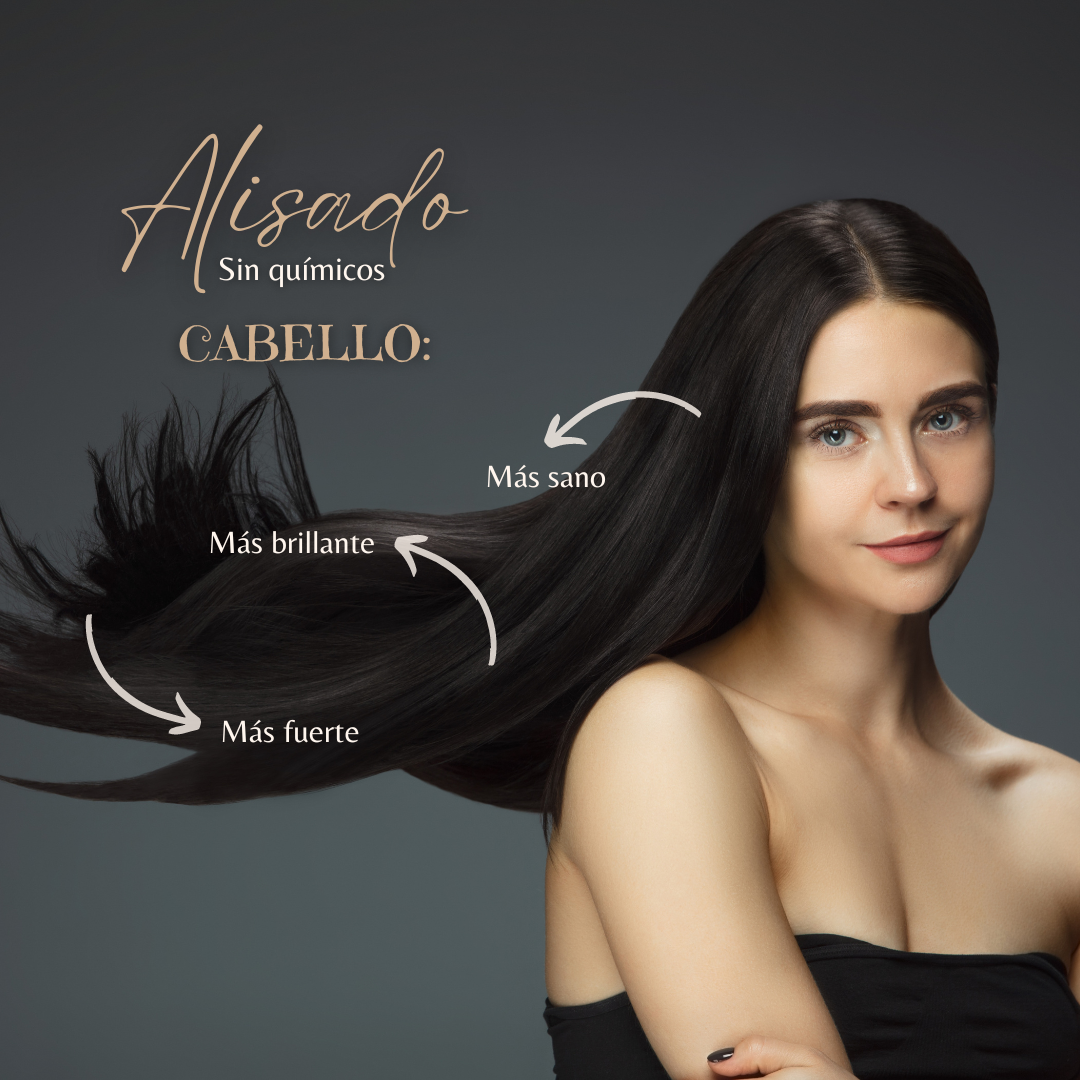 Alisado
Sin químicos
CABELLO:
Más sano
Más brillante
Más fuerte